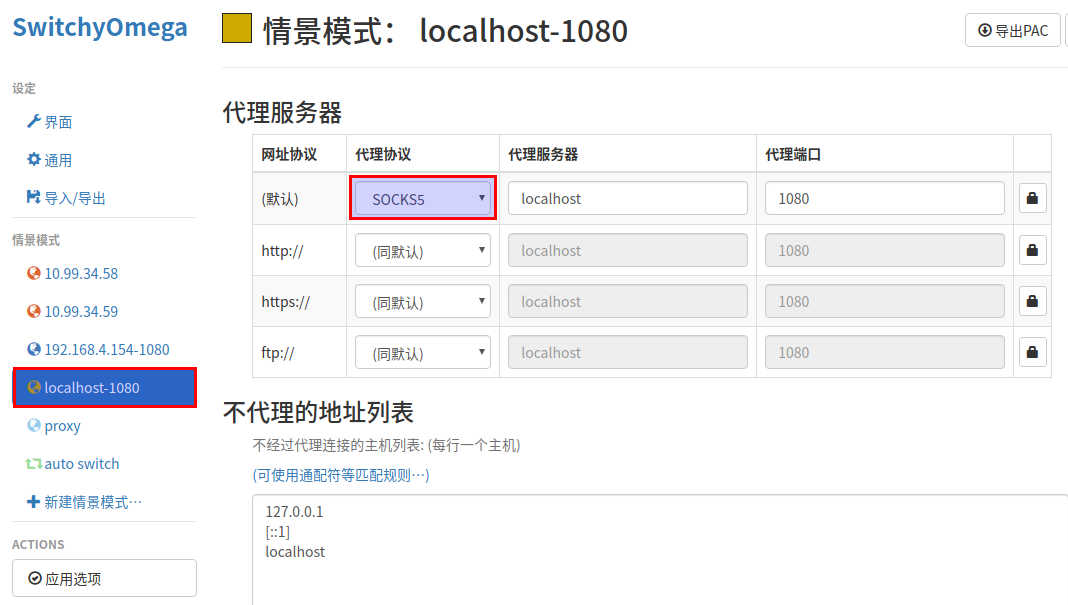 SwitchyOmega
设定
界面
通用
导入/导出
情景模式
10.99.34.58
10.99.34.59
192.168.4.154-1080
localhost-1080
proxy
auto switch
新建情景模式…
ACTIONS
应用选项
情景模式： localhost-1080
导出PAC
代理服务器
网址协议 代理协议 代理服务器 代理端口
(默认) SOCKS5 localhost 1080
http:// (同默认) localhost 1080
https:// (同默认) localhost 1080
ftp:// (同默认) localhost 1080
不代理的地址列表
不经过代理连接的主机列表: (每行一个主机)
(可使用通配符等匹配规则…)
127.0.0.1
[::1]
localhost